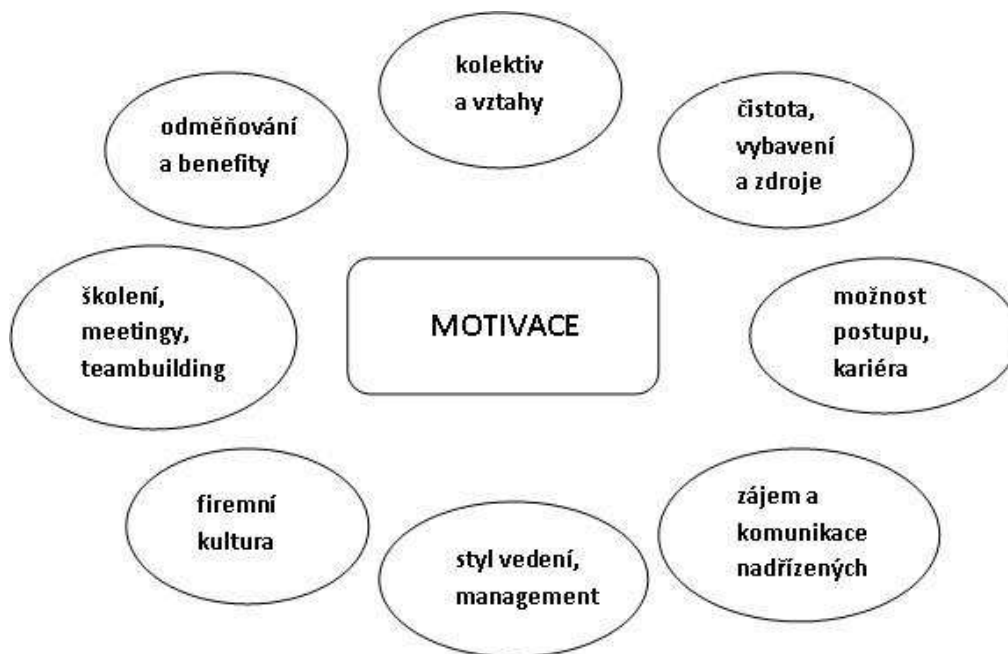 kolektiv
a vztahy
odměňování
a benefity
čistota,
vybavení
a zdroje
školení,
meetingy,
teambuilding
MOTIVACE
možnost
postupu,
kariéra
firemní
kultura
styl vedení,
management
zájem a
komunikace
nadřízených